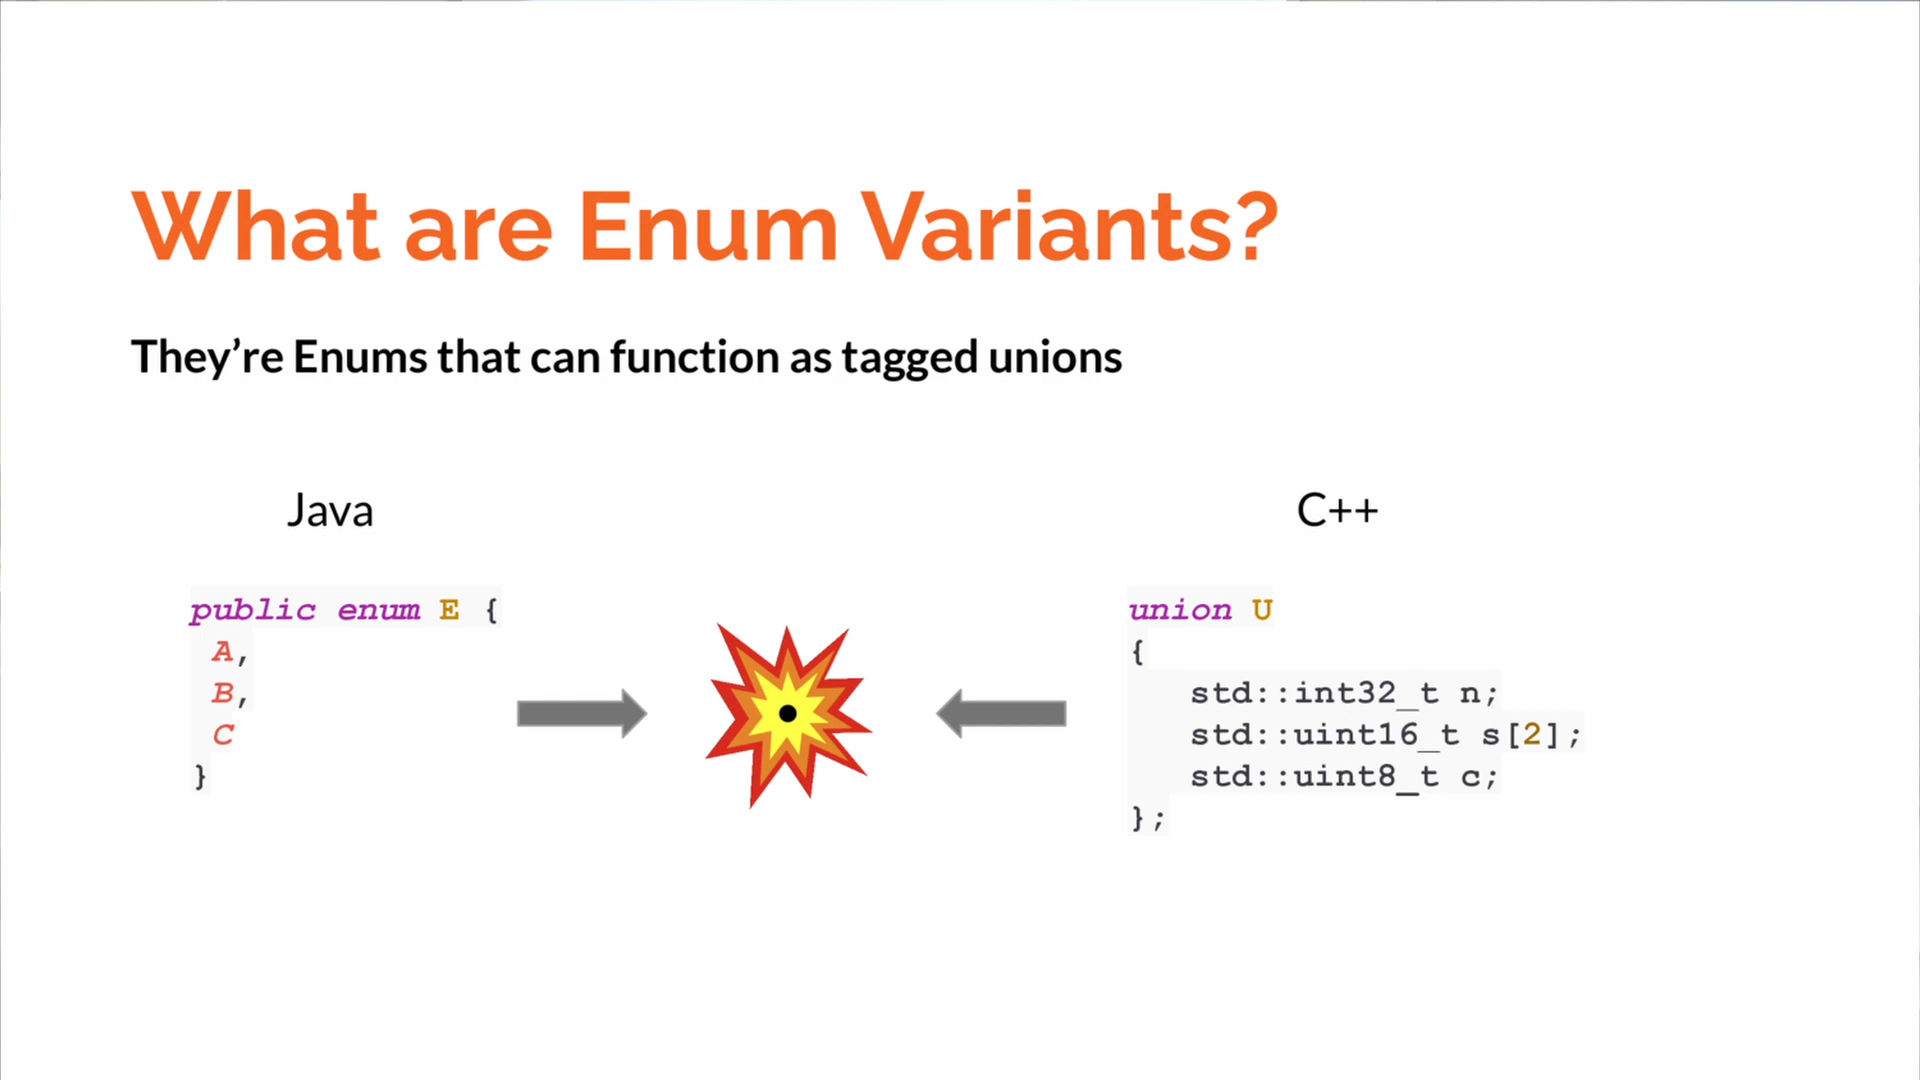 What are Enum Variants?
They’re Enums that can function as tagged unions
Java
public enum E {
A,
B,
C
}
C++
union U
{
std::int32_t n;
std::uint16_t s[2];
std::uint8_t c;
};